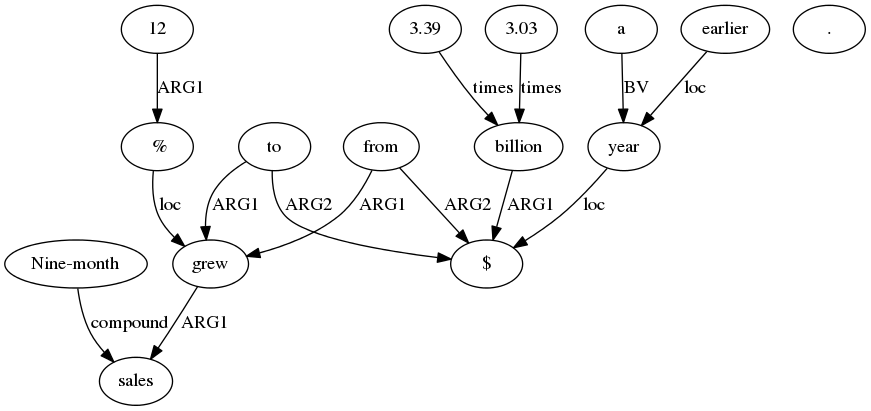 12 3.39 3.03 a earlier .
ARG1 times times BV loc
% to from billion year
loc ARG1 ARG2 ARG1 ARG2 ARG1 loc
Nine-month grew $
compound ARG1
sales